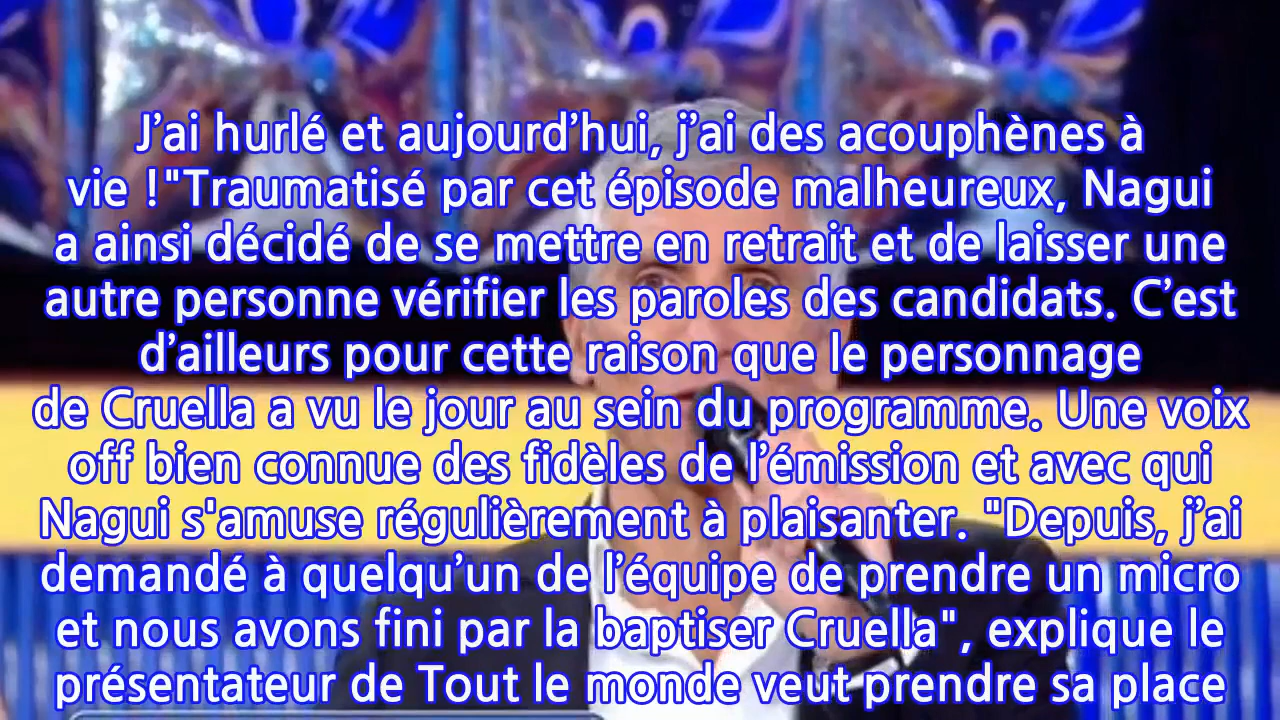 J’ai hurlé et aujourd’hui, j’ai des acouphènes à
vie !"Traumatisé par cet épisode malheureux, Nagui
a ainsi décidé de se mettre en retrait et de laisser une
autre personne vérifier les paroles des candidats. C’est
d’ailleurs pour cette raison que le personnage
de Cruella a vu le jour au sein du programme. Une voix
off bien connue des fidèles de l’émission et avec qui
Nagui s'amuse régulièrement à plaisanter. "Depuis, j’ai
demandé à quelqu’un de l’équipe de prendre un micro
et nous avons fini par la baptiser Cruella", explique le
présentateur de Tout le monde veut prendre sa place